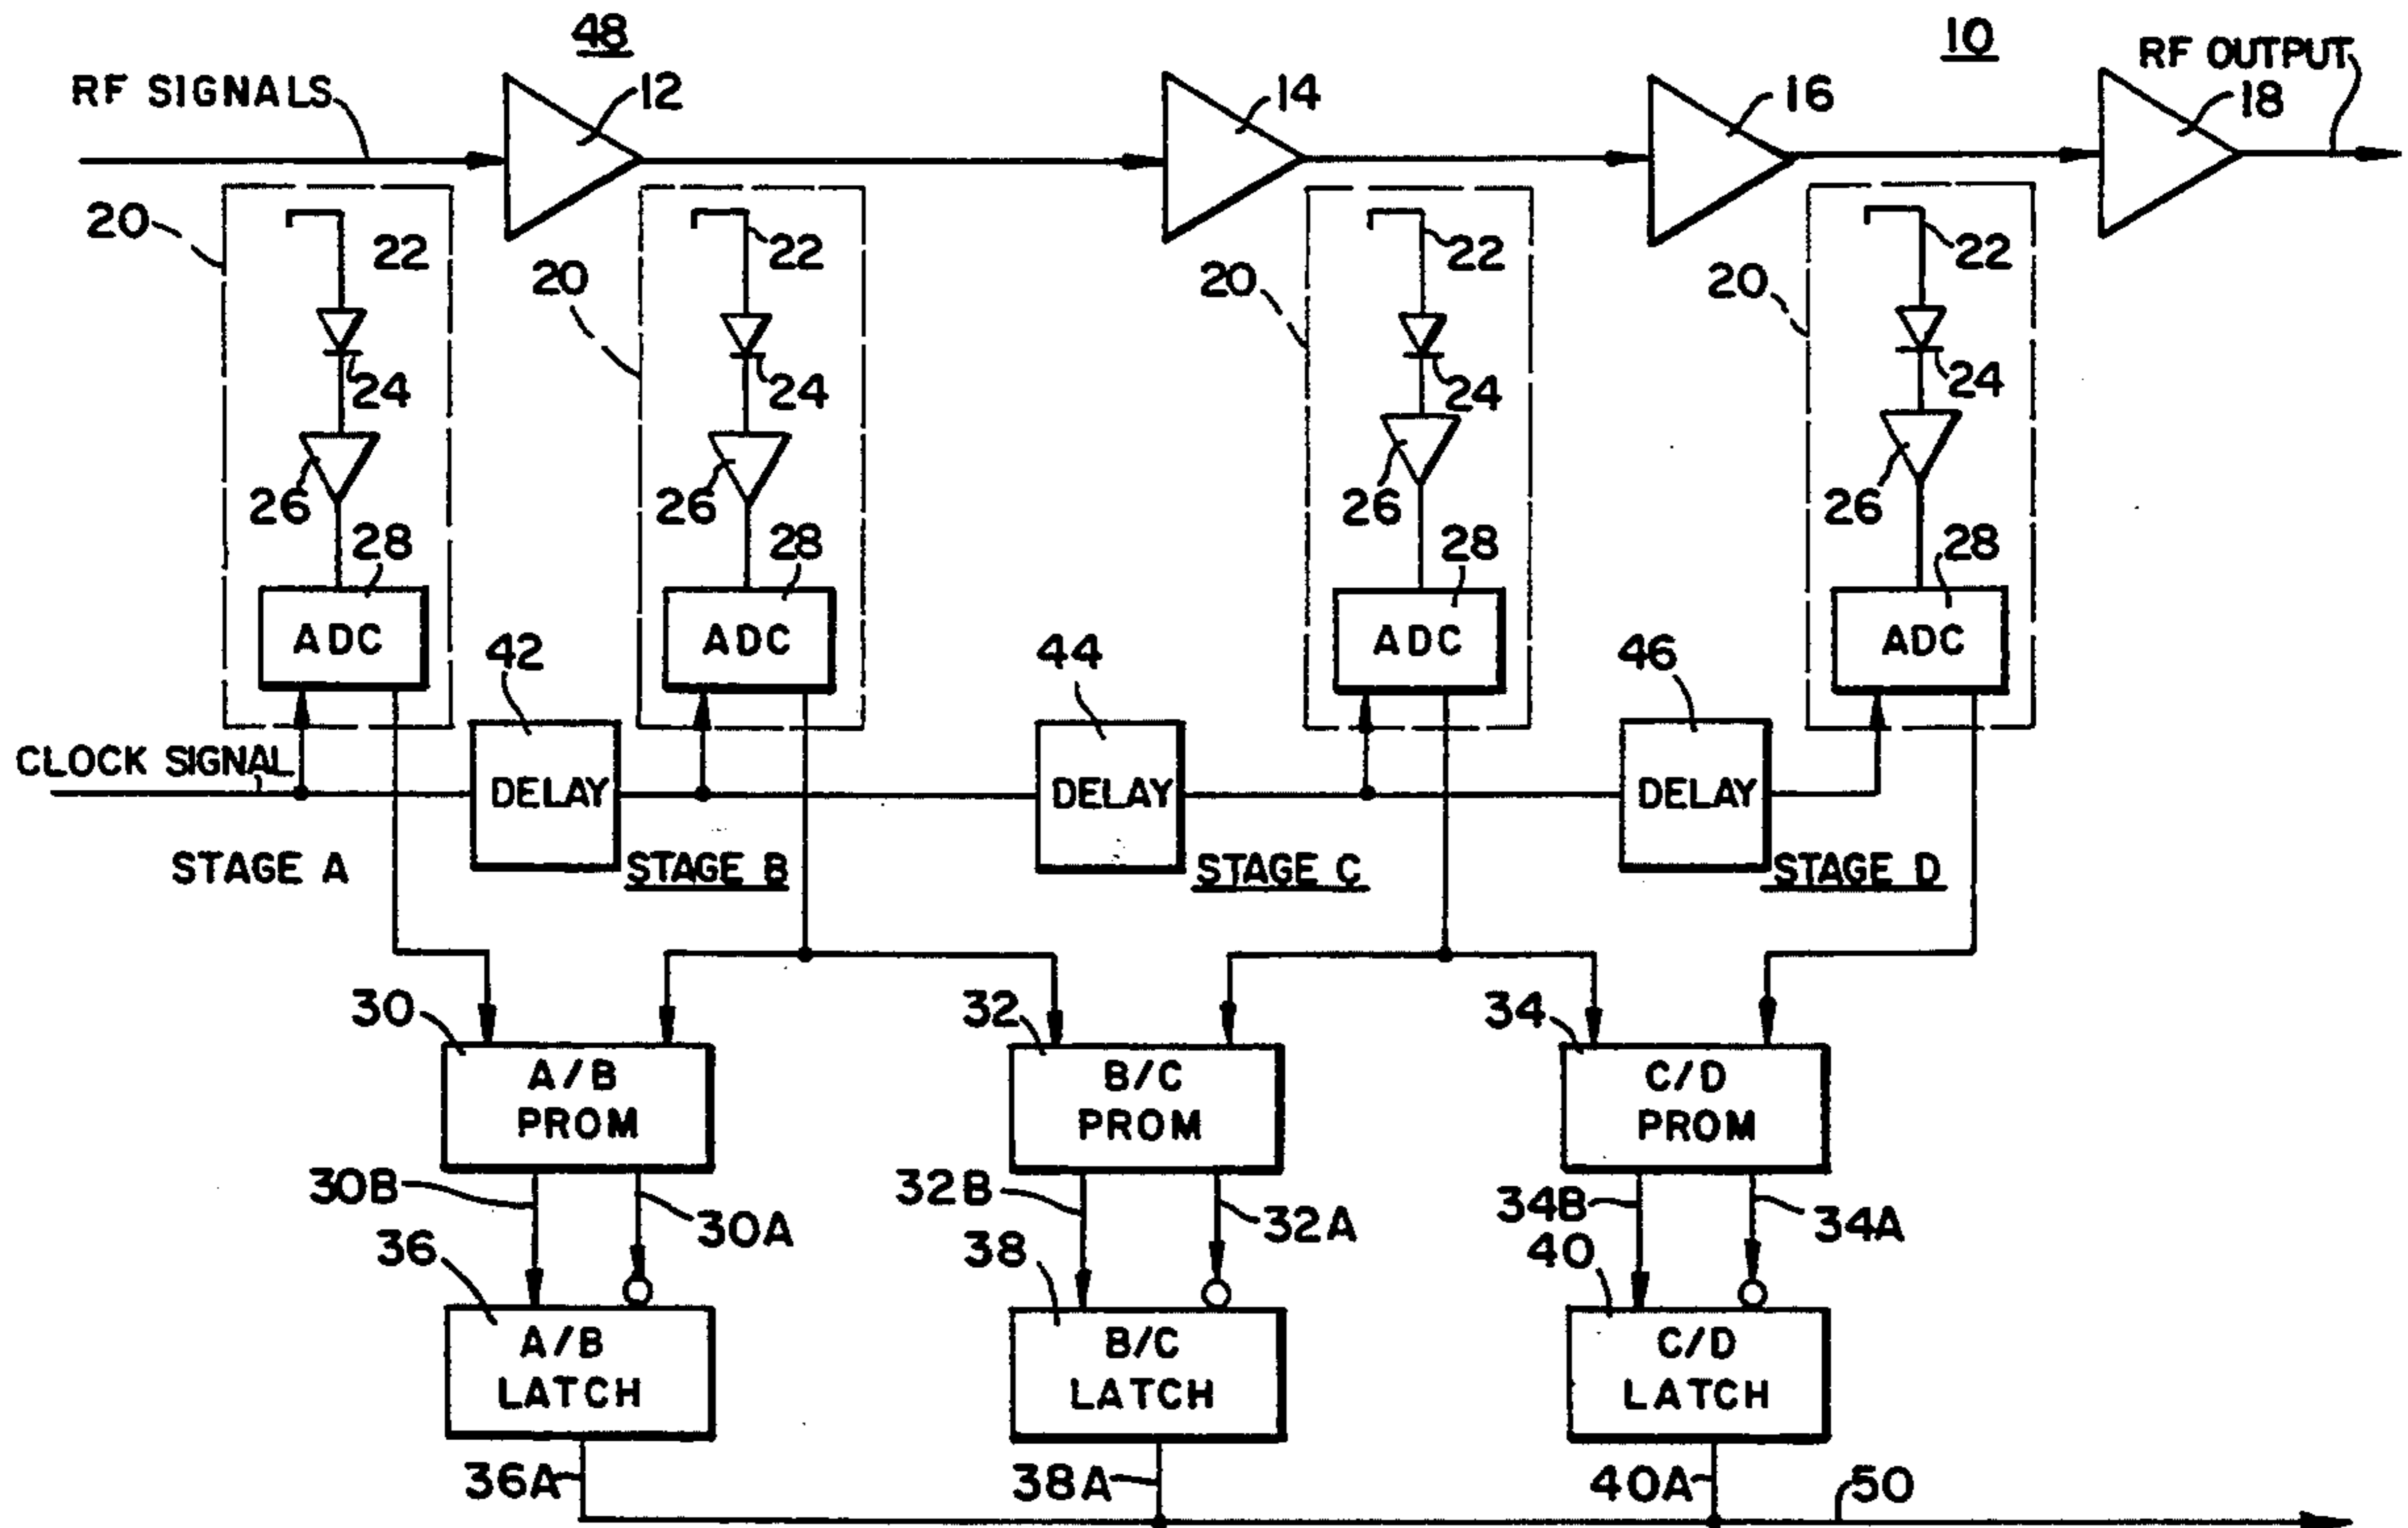 48
10
RF SIGNALS
12
14
16
RF OUTPUT
18
20
22
24
26
28
ADC
20
22
24
26
28
ADC
20
22
24
26
28
ADC
20
22
24
26
28
ADC
42
44
46
CLOCK SIGNAL
DELAY
DELAY
DELAY
STAGE A
STAGE B
STAGE C
STAGE D
30
A/B
PROM
32
B/C
PROM
34
C/D
PROM
30B
30A
32B
32A
34B
34A
36
A/B
LATCH
38
B/C
LATCH
40
C/D
LATCH
36A
38A
40A
50